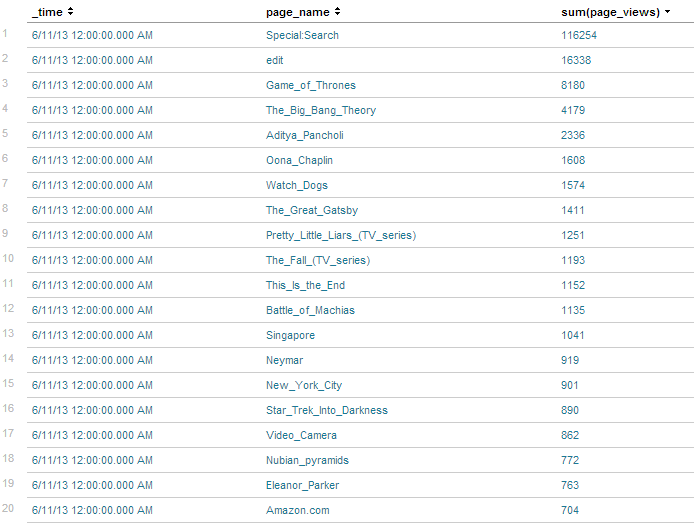 _time page_name sum(page_views)
1 6/11/13 12:00:00.000 AM Special:Search 116254
2 6/11/13 12:00:00.000 AM edit 16338
3 6/11/13 12:00:00.000 AM Game_of_Thrones 8180
4 6/11/13 12:00:00.000 AM The_Big_Bang_Theory 4179
5 6/11/13 12:00:00.000 AM Aditya_Pancholi 2336
6 6/11/13 12:00:00.000 AM Oona_Chaplin 1608
7 6/11/13 12:00:00.000 AM Watch_Dogs 1574
8 6/11/13 12:00:00.000 AM The_Great_Gatsby 1411
9 6/11/13 12:00:00.000 AM Pretty_Little_Liars_(TV_series) 1251
10 6/11/13 12:00:00.000 AM The_Fall_(TV_series) 1193
11 6/11/13 12:00:00.000 AM This_Is_the_End 1152
12 6/11/13 12:00:00.000 AM Battle_of_Machias 1135
13 6/11/13 12:00:00.000 AM Singapore 1041
14 6/11/13 12:00:00.000 AM Neymar 919
15 6/11/13 12:00:00.000 AM New_York_City 901
16 6/11/13 12:00:00.000 AM Star_Trek_Into_Darkness 890
17 6/11/13 12:00:00.000 AM Video_Camera 862
18 6/11/13 12:00:00.000 AM Nubian_pyramids 772
19 6/11/13 12:00:00.000 AM Eleanor_Parker 763
20 6/11/13 12:00:00.000 AM Amazon.com 704